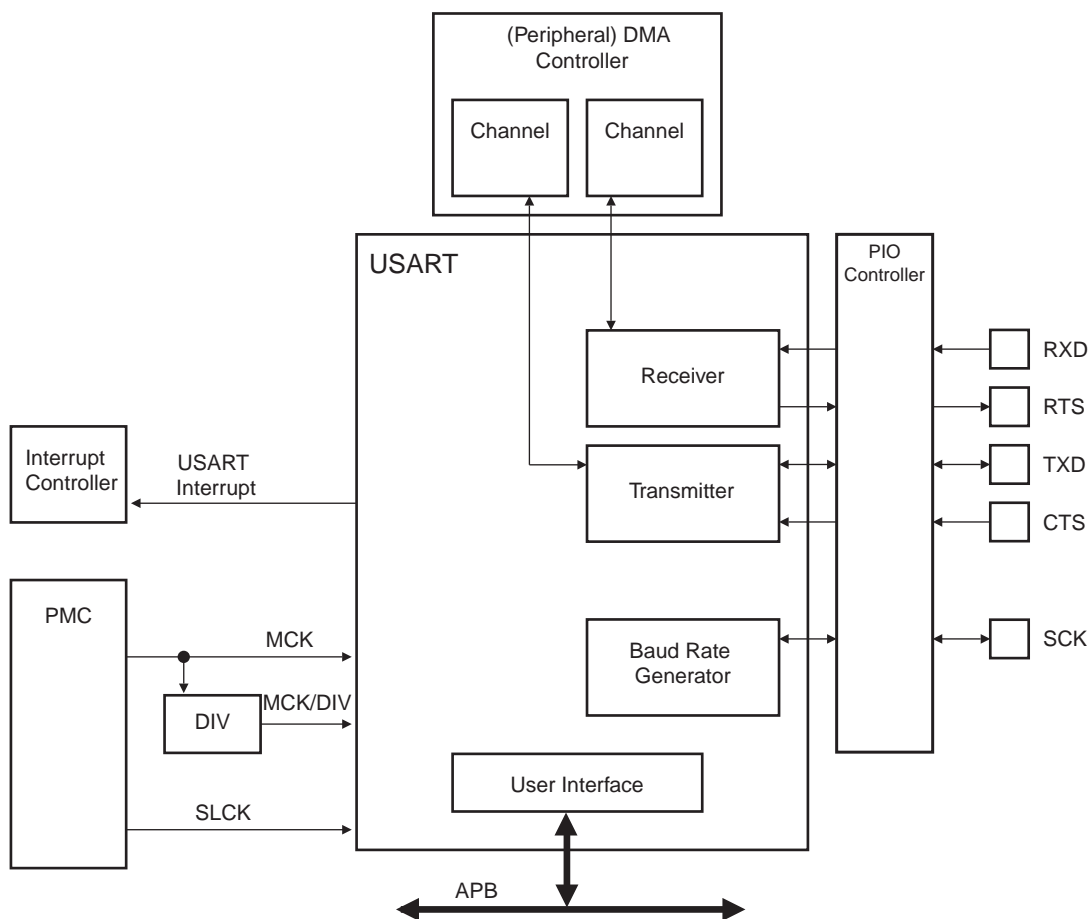 (Peripheral) DMA
Controller
Channel
Channel
USART
PIO
Controller
Receiver
RXD
RTS
Interrupt
Controller
USART
Interrupt
Transmitter
TXD
CTS
PMC
MCK
Baud Rate
Generator
SCK
DIV
MCK/DIV
User Interface
SLCK
APB